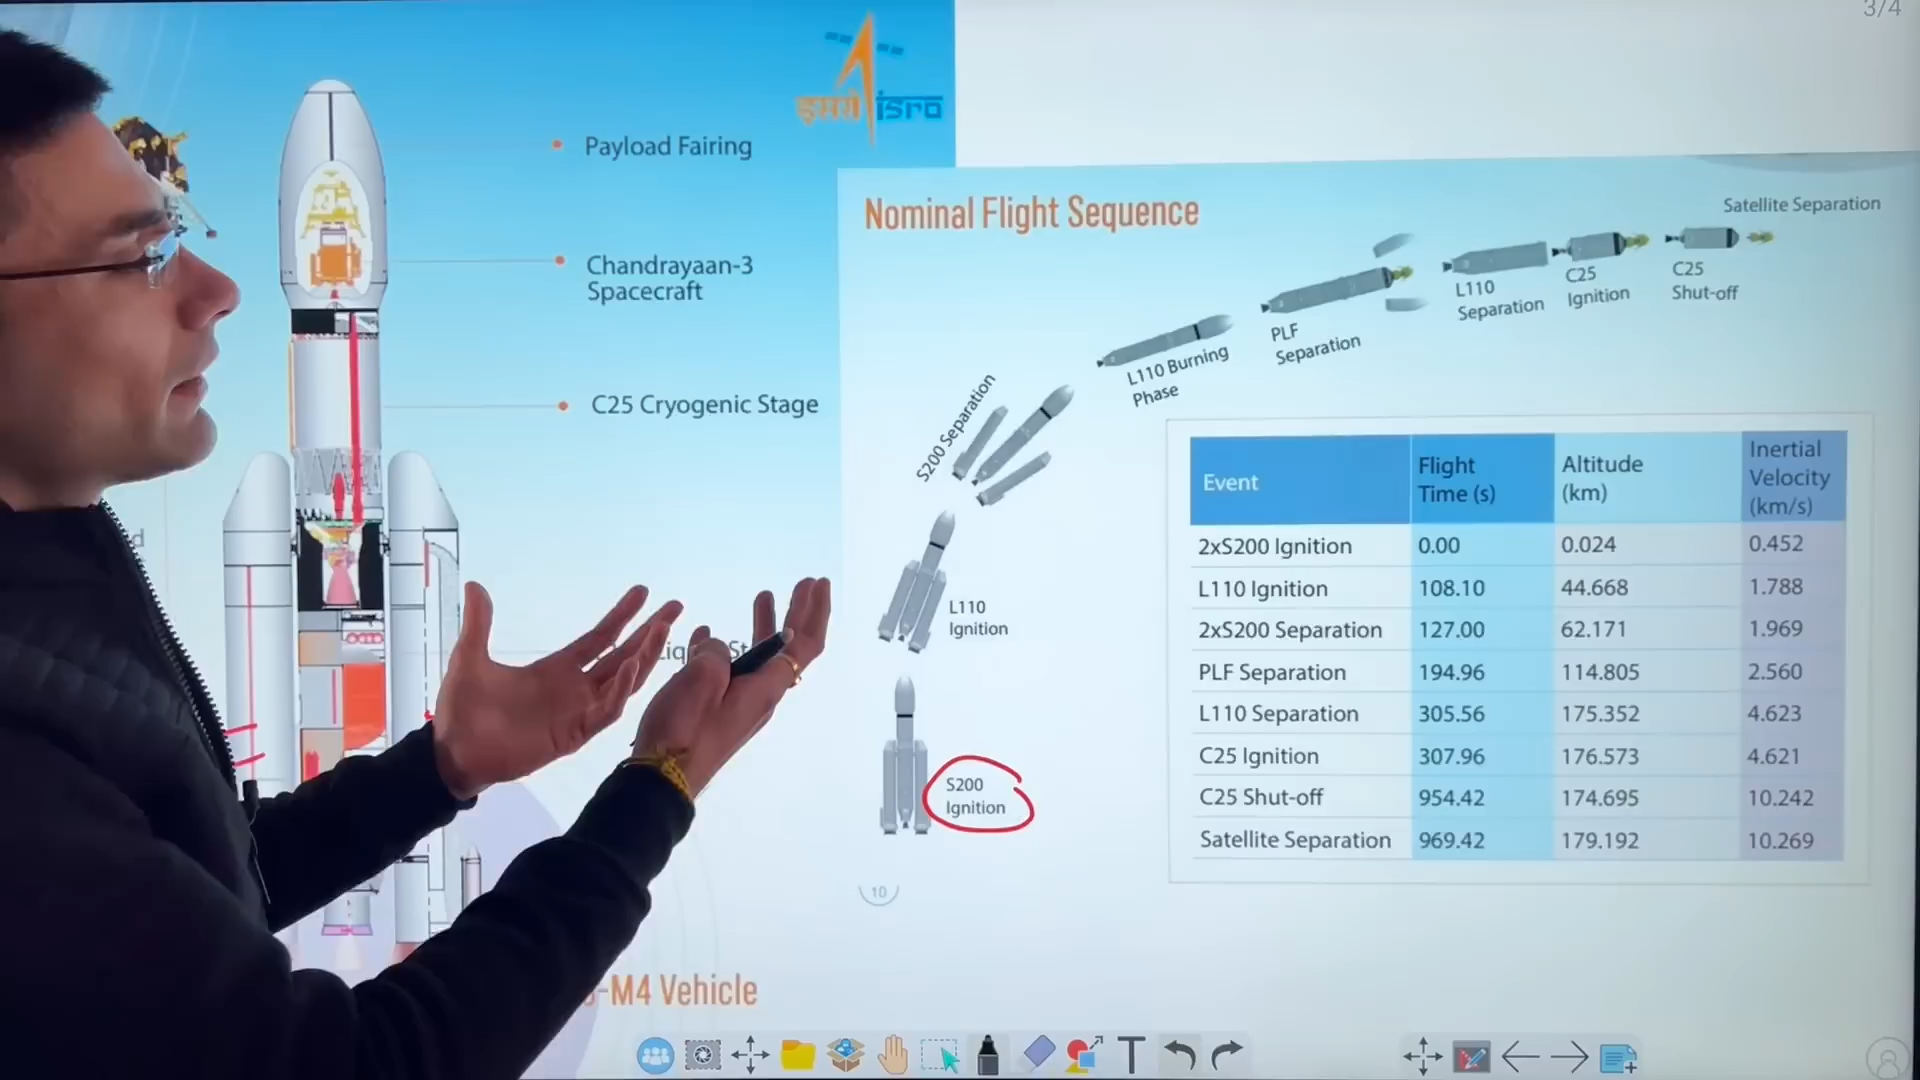 3/4
इसरो isro
Payload Fairing
Chandrayaan-3
Spacecraft
C25 Cryogenic Stage
-M4 Vehicle
Nominal Flight Sequence
Satellite Separation
C25
Shut-off
C25
Ignition
L110
Separation
PLF
Separation
L110 Burning
Phase
S200 Separation
L110
Ignition
S200
Ignition
10
Event Flight Time (s) Altitude (km) Inertial Velocity (km/s)
2xS200 Ignition 0.00 0.024 0.452
L110 Ignition 108.10 44.668 1.788
2xS200 Separation 127.00 62.171 1.969
PLF Separation 194.96 114.805 2.560
L110 Separation 305.56 175.352 4.623
C25 Ignition 307.96 176.573 4.621
C25 Shut-off 954.42 174.695 10.242
Satellite Separation 969.42 179.192 10.269
T